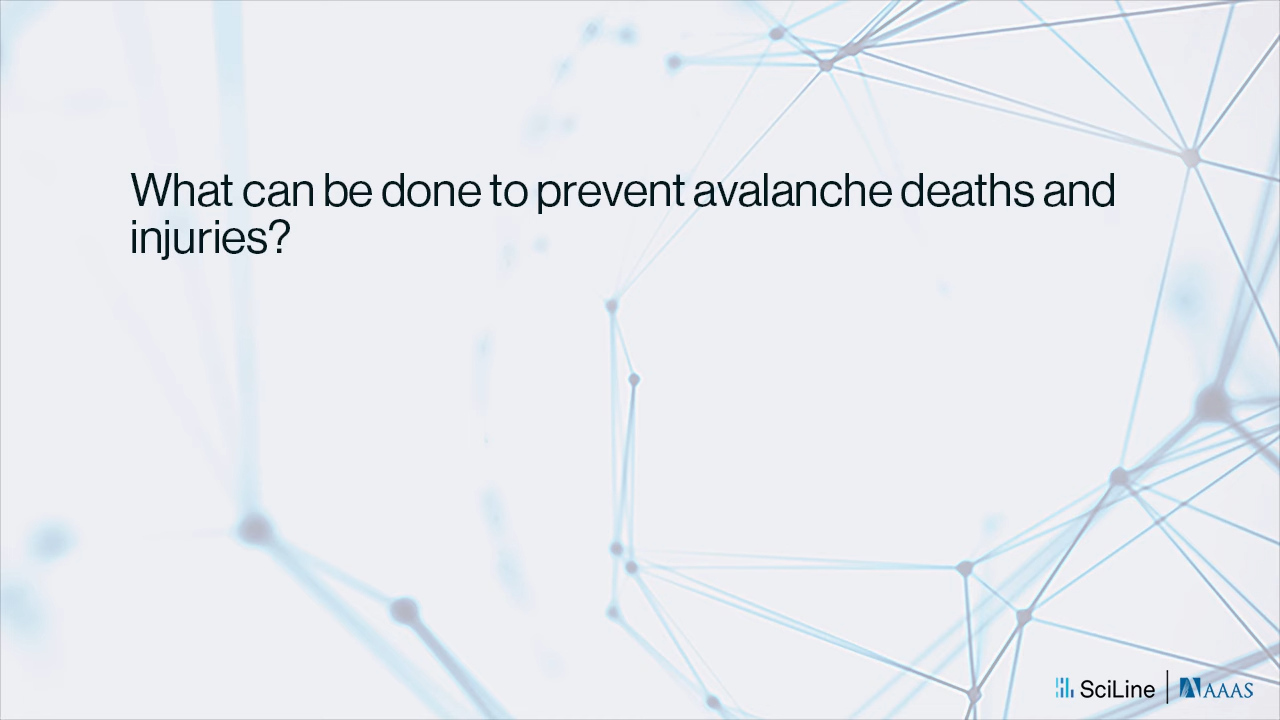 What can be done to prevent avalanche deaths and
injuries?
SciLine | AAAS